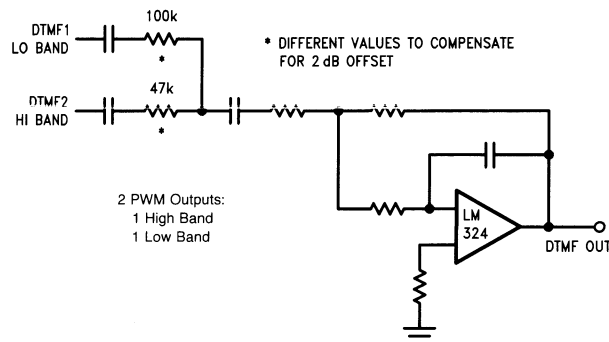 DTMF1
LO BAND
100k
*
* DIFFERENT VALUES TO COMPENSATE
FOR 2 dB OFFSET
DTMF2
HI BAND
47k
*
2 PWM Outputs:
1 High Band
1 Low Band
LM
324
DTMF OUT